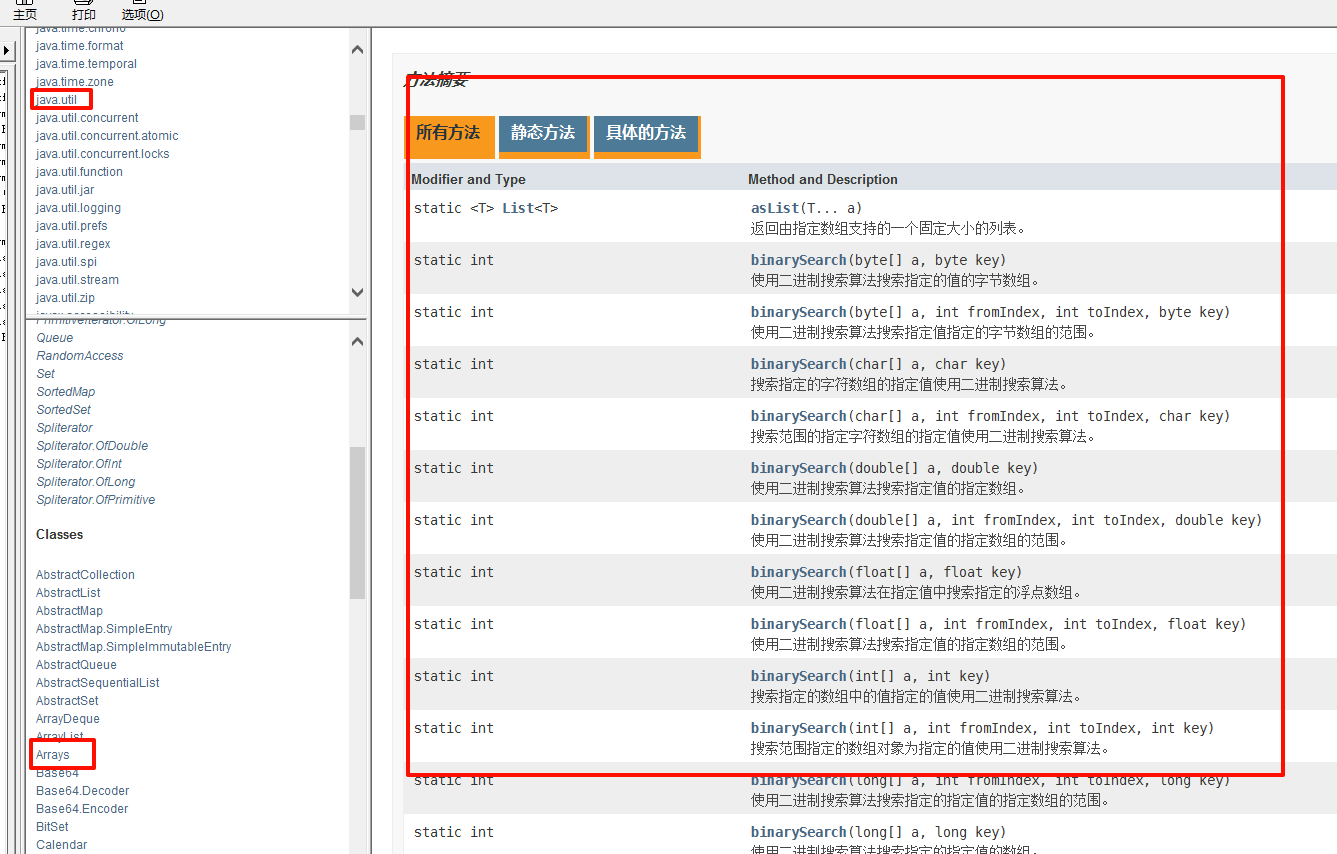 主页 打印 选项(O)
java.time.chrono
java.time.format
java.time.temporal
java.time.zone
java.util
java.util.concurrent
java.util.concurrent.atomic
java.util.concurrent.locks
java.util.function
java.util.jar
java.util.logging
java.util.prefs
java.util.regex
java.util.spi
java.util.stream
java.util.zip
javax.accessibility
PrimitiveIterator.OfLong
Queue
RandomAccess
Set
SortedMap
SortedSet
Spliterator
Spliterator.OfDouble
Spliterator.OfInt
Spliterator.OfLong
Spliterator.OfPrimitive
Classes
AbstractCollection
AbstractList
AbstractMap
AbstractMap.SimpleEntry
AbstractMap.SimpleImmutableEntry
AbstractQueue
AbstractSequentialList
AbstractSet
ArrayDeque
ArrayList
Arrays
Base64
Base64.Decoder
Base64.Encoder
BitSet
Calendar
方法摘要
所有方法 静态方法 具体的方法
Modifier and Type Method and Description
static <T> List<T> asList(T... a)
返回由指定数组支持的一个固定大小的列表。
static int binarySearch(byte[] a, byte key)
使用二进制搜索算法搜索指定的值的字节数组。
static int binarySearch(byte[] a, int fromIndex, int toIndex, byte key)
使用二进制搜索算法搜索指定值指定的字节数组的范围。
static int binarySearch(char[] a, char key)
搜索指定的字符数组的指定值使用二进制搜索算法。
static int binarySearch(char[] a, int fromIndex, int toIndex, char key)
搜索范围的指定字符数组的指定值使用二进制搜索算法。
static int binarySearch(double[] a, double key)
使用二进制搜索算法搜索指定值的指定数组。
static int binarySearch(double[] a, int fromIndex, int toIndex, double key)
使用二进制搜索算法搜索指定值的指定数组的范围。
static int binarySearch(float[] a, float key)
使用二进制搜索算法在指定值中搜索指定的浮点数组。
static int binarySearch(float[] a, int fromIndex, int toIndex, float key)
使用二进制搜索算法搜索指定值的指定数组的范围。
static int binarySearch(int[] a, int key)
搜索指定的数组中的值指定的值使用二进制搜索算法。
static int binarySearch(int[] a, int fromIndex, int toIndex, int key)
搜索范围指定的数组对象为指定的值使用二进制搜索算法。
static int binarySearch(long[] a, int fromIndex, int toIndex, long key)
使用二进制搜索算法搜索指定的指定值的指定数组的范围。
static int binarySearch(long[] a, long key)
使用二进制搜索算法搜索指定的指定值的数组。